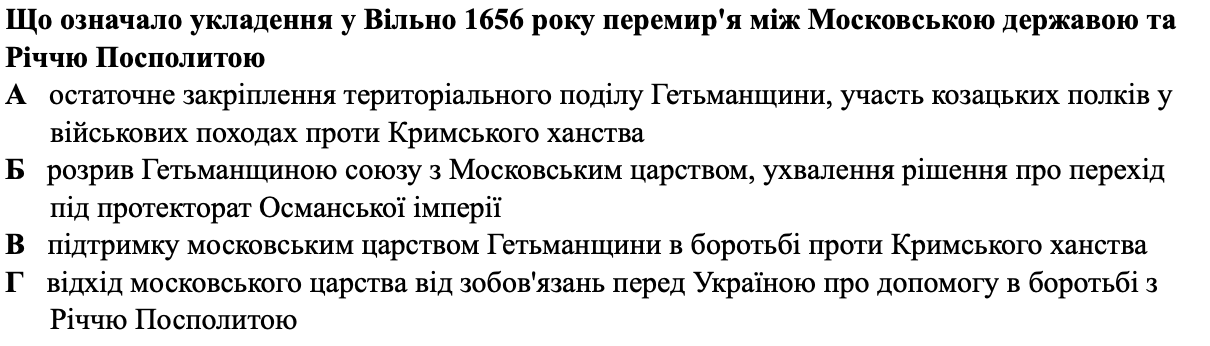 Що означало укладення у Вільно 1656 року перемир'я між Московською державою та
Річчю Посполитою
А остаточне закріплення територіального поділу Гетьманщини, участь козацьких полків у
військових походах проти Кримського ханства
Б розрив Гетьманщиною союзу з Московським царством, ухвалення рішення про перехід
під протекторат Османської імперії
В підтримку московським царством Гетьманщини в боротьбі проти Кримського ханства
Г відхід московського царства від зобов'язань перед Україною про допомогу в боротьбі з
Річчю Посполитою